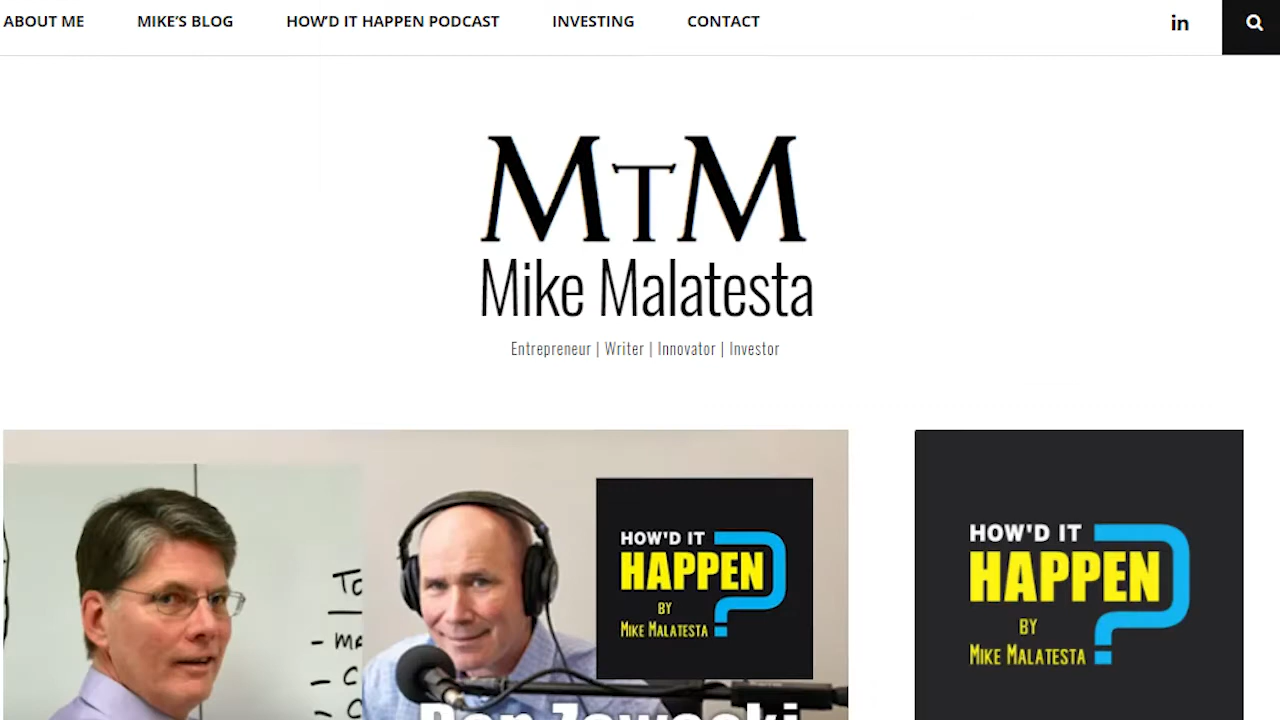 ABOUT ME MIKE'S BLOG HOW'D IT HAPPEN PODCAST INVESTING CONTACT in
MTM
Mike Malatesta
Entrepreneur | Writer | Innovator | Investor
HOW'D IT
HAPPEN?
BY
MIKE MALATESTA
HOW'D IT
HAPPEN?
BY
MIKE MALATESTA